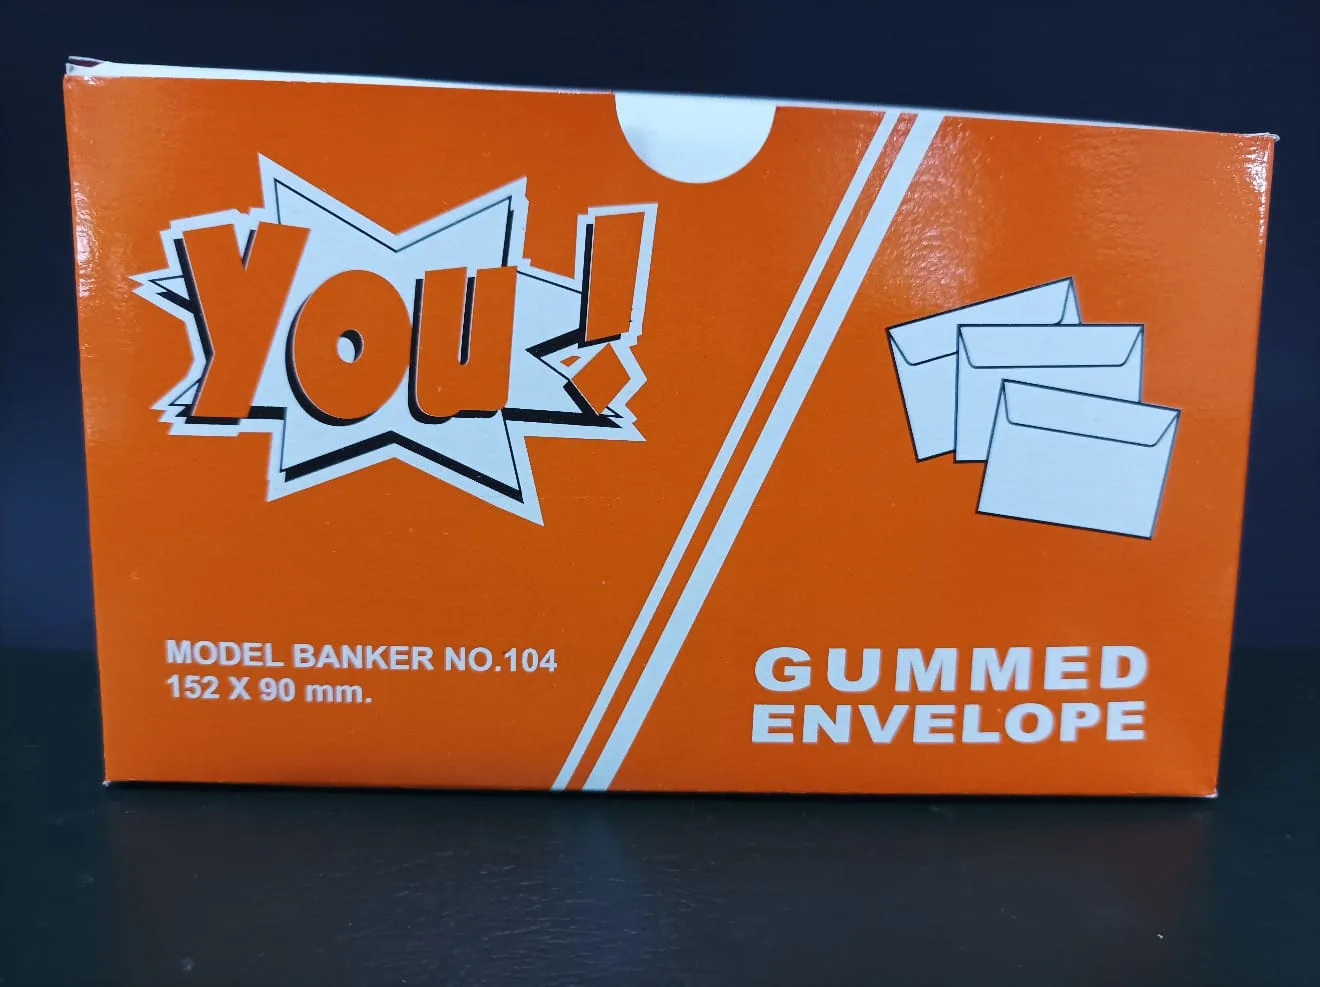 You!
MODEL BANKER NO.104
152 X 90 mm.
GUMMED
ENVELOPE